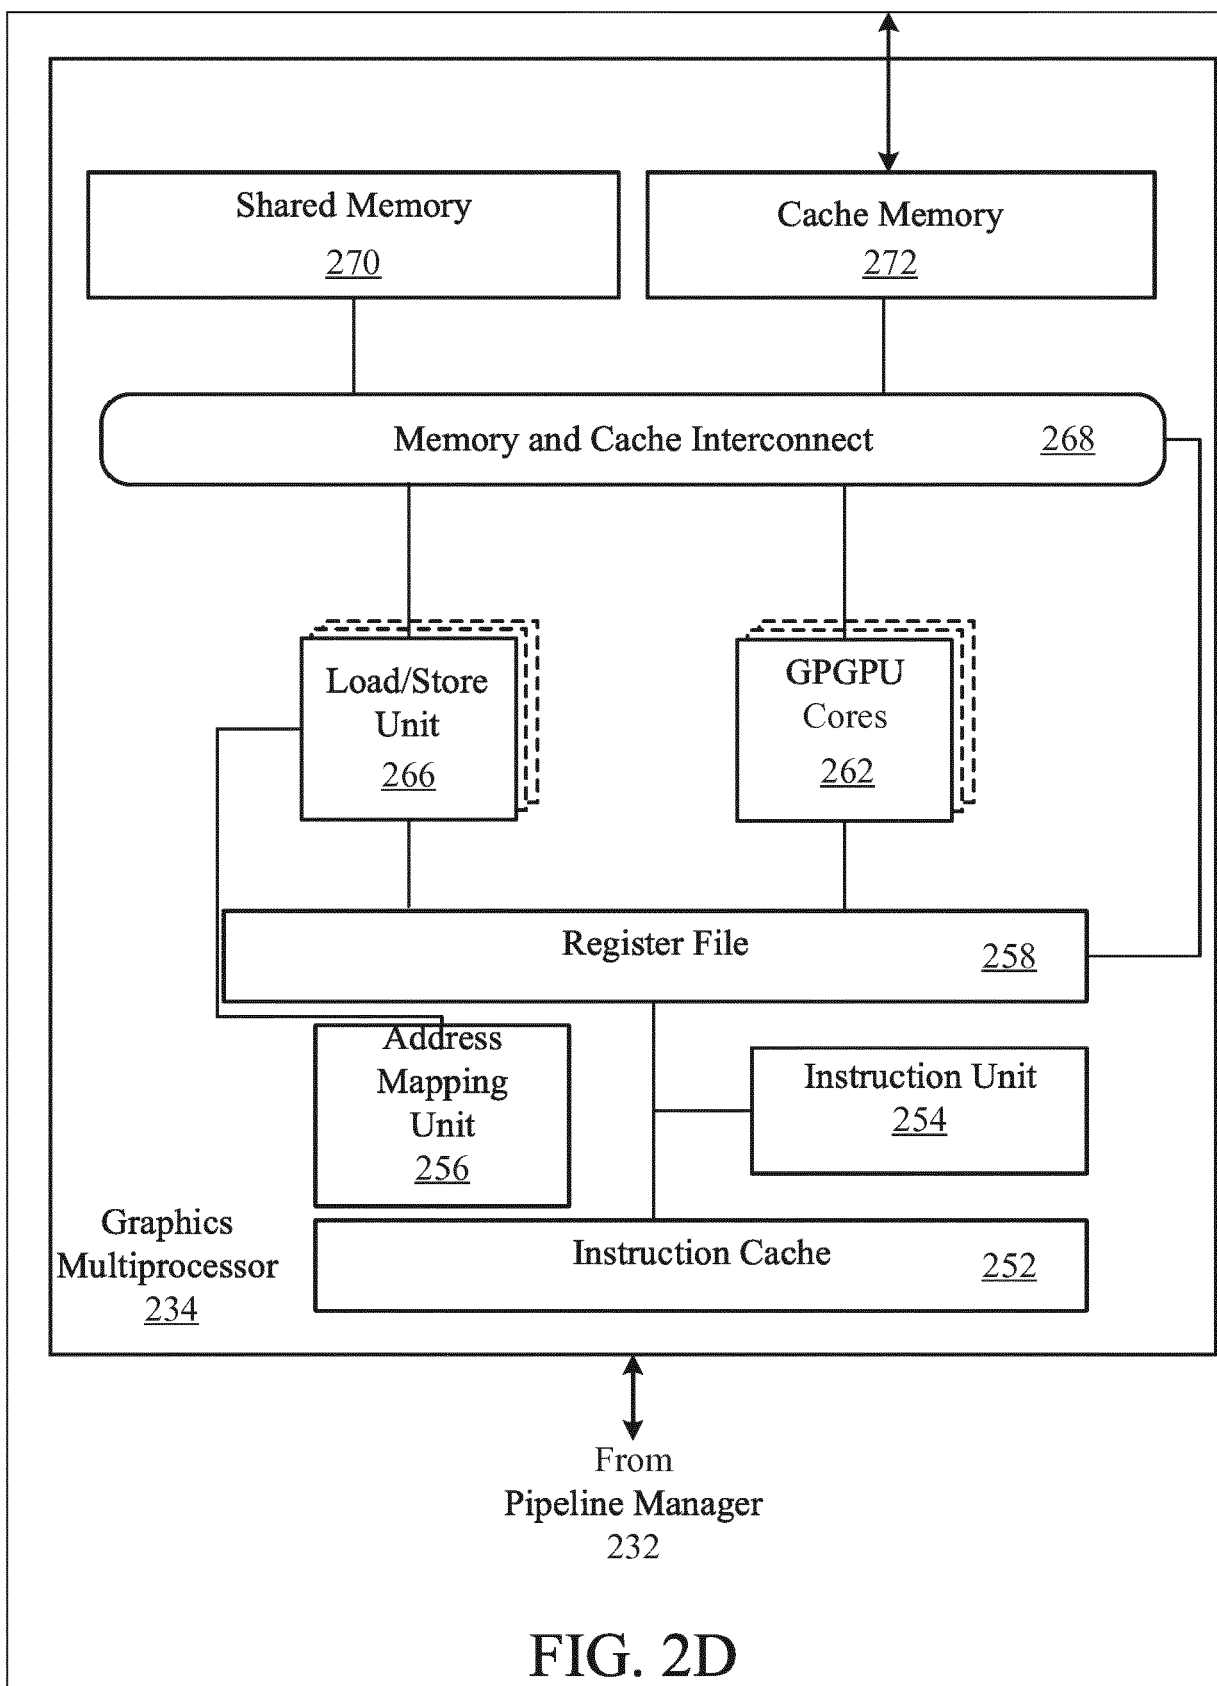 Shared Memory
270
Cache Memory
272
Memory and Cache Interconnect 268
Load/Store
Unit
266
GPGPU
Cores
262
Register File 258
Address
Mapping
Unit
256
Instruction Unit
254
Graphics
Multiprocessor
234
Instruction Cache 252
From
Pipeline Manager
232
FIG. 2D